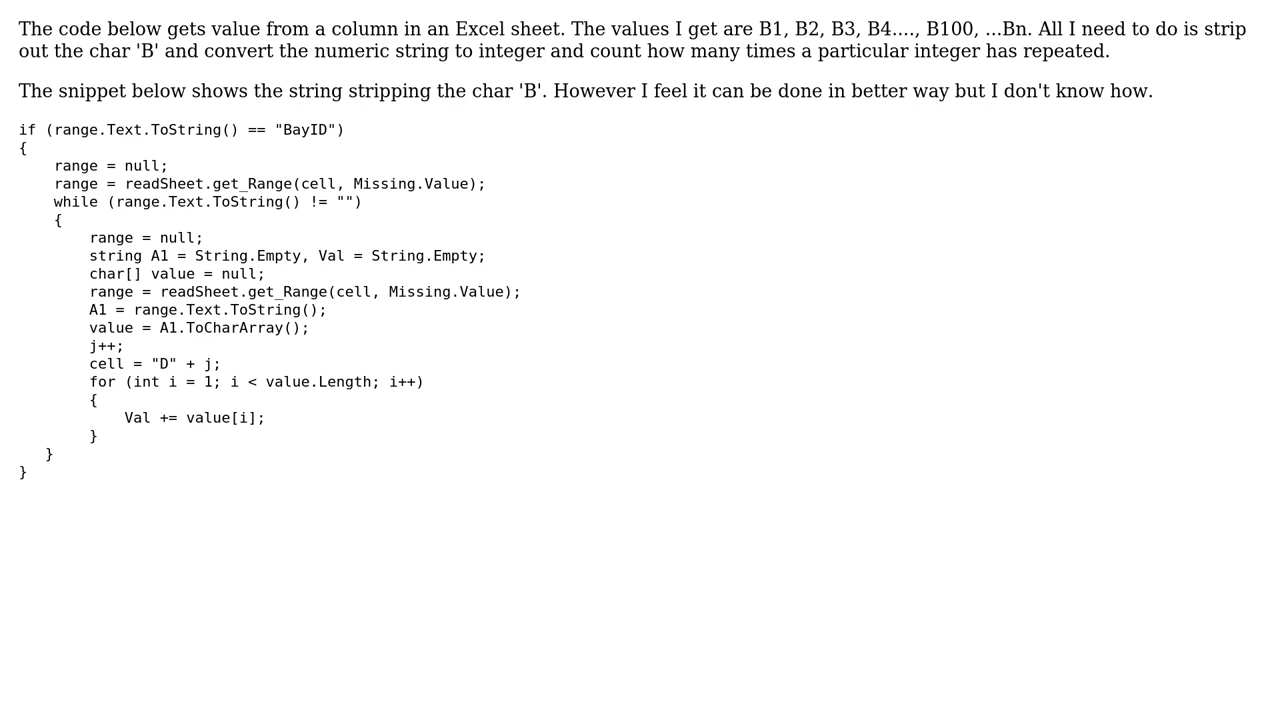 The code below gets value from a column in an Excel sheet. The values I get are B1, B2, B3, B4...., B100, ...Bn. All I need to do is strip
out the char 'B' and convert the numeric string to integer and count how many times a particular integer has repeated.
The snippet below shows the string stripping the char 'B'. However I feel it can be done in better way but I don't know how.
if (range.Text.ToString() == "BayID")
{
    range = null;
    range = readSheet.get_Range(cell, Missing.Value);
    while (range.Text.ToString() != "")
    {
        range = null;
        string A1 = String.Empty, Val = String.Empty;
        char[] value = null;
        range = readSheet.get_Range(cell, Missing.Value);
        A1 = range.Text.ToString();
        value = A1.ToCharArray();
        j++;
        cell = "D" + j;
        for (int i = 1; i < value.Length; i++)
        {
            Val += value[i];
        }
   }
}